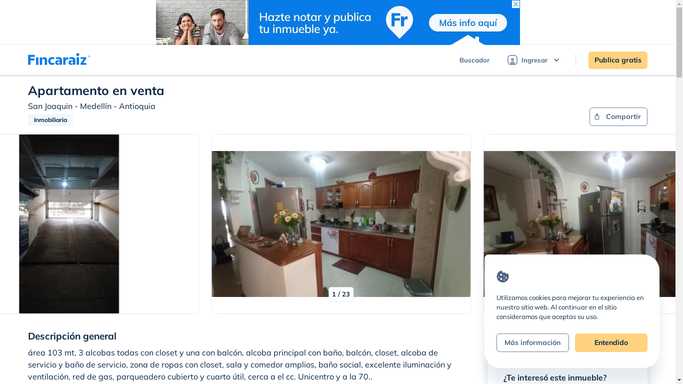 Hazte notar y publica
tu inmueble ya.
Fr
Más info aquí
Fincaraiz
Buscador
Ingresar
Publica gratis
Apartamento en venta
San Joaquin - Medellín - Antioquia
Inmobiliaria
Compartir
1 / 23
Utilizamos cookies para mejorar tu experiencia en
nuestro sitio web. Al continuar en el sitio
consideramos que aceptas su uso.
Más información
Entendido
Descripción general
área 103 mt, 3 alcobas todas con closet y una con balcón. alcoba principal con baño, balcón, closet, alcoba de
servicio y baño de servicio, zona de ropas con closet, sala y comedor amplios, baño social, excelente iluminación y
ventilación, red de gas, parqueadero cubierto y cuarto útil, cerca a el cc. Unicentro y a la 70..
¿Te interesó este inmueble?